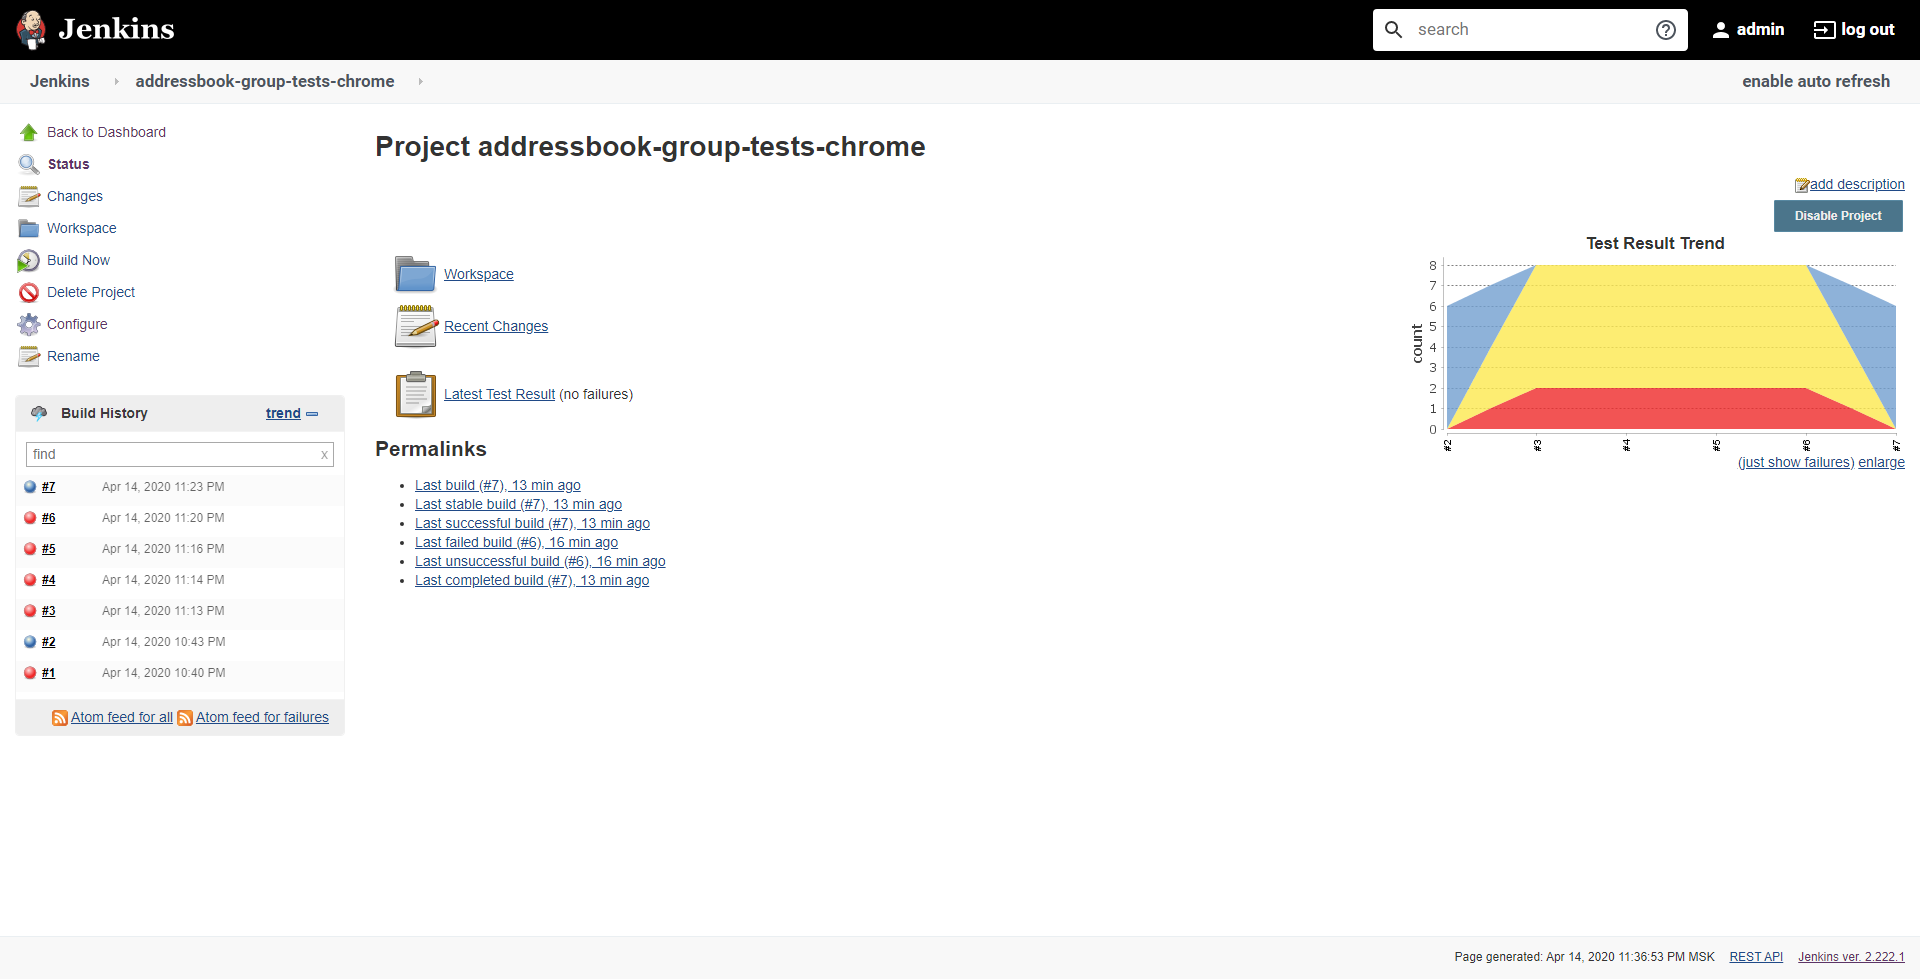 Jenkins
search
admin
log out
Jenkins
addressbook-group-tests-chrome
enable auto refresh
Back to Dashboard
Status
Changes
Workspace
Build Now
Delete Project
Configure
Rename
Build History
trend
find
x
#7 Apr 14, 2020 11:23 PM
#6 Apr 14, 2020 11:20 PM
#5 Apr 14, 2020 11:16 PM
#4 Apr 14, 2020 11:14 PM
#3 Apr 14, 2020 11:13 PM
#2 Apr 14, 2020 10:43 PM
#1 Apr 14, 2020 10:40 PM
Atom feed for all Atom feed for failures
Project addressbook-group-tests-chrome
add description
Disable Project
Workspace
Recent Changes
Latest Test Result (no failures)
Permalinks
Last build (#7), 13 min ago
Last stable build (#7), 13 min ago
Last successful build (#7), 13 min ago
Last failed build (#6), 16 min ago
Last unsuccessful build (#6), 16 min ago
Last completed build (#7), 13 min ago
Test Result Trend
count
8
7
6
5
4
3
2
1
0
#2 #3 #4 #5 #6 #7
(just show failures) enlarge
Page generated: Apr 14, 2020 11:36:53 PM MSK REST API Jenkins ver. 2.222.1